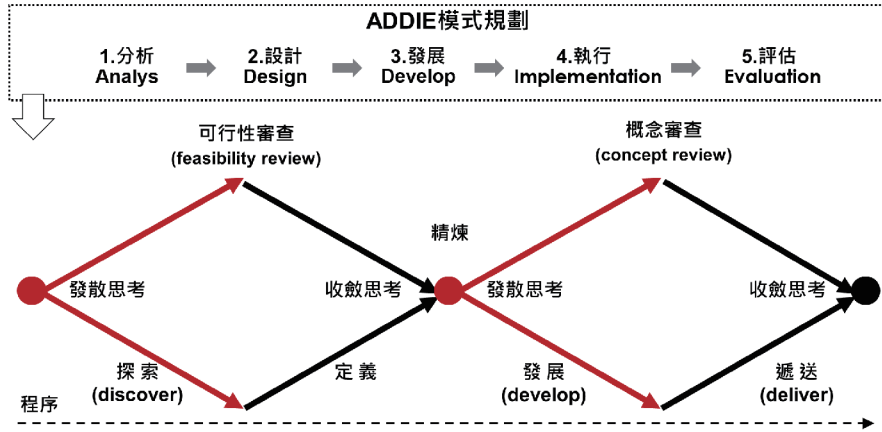 ADDIE模式規劃
1.分析 2.設計 3.發展 4.執行 5.評估
Analys Design Develop Implementation Evaluation
可行性審查
(feasibility review)
概念審查
(concept review)
精煉
發散思考 收斂思考 發散思考 收斂思考
探索 定義 發展 遞送
(discover) (develop) (deliver)
程序